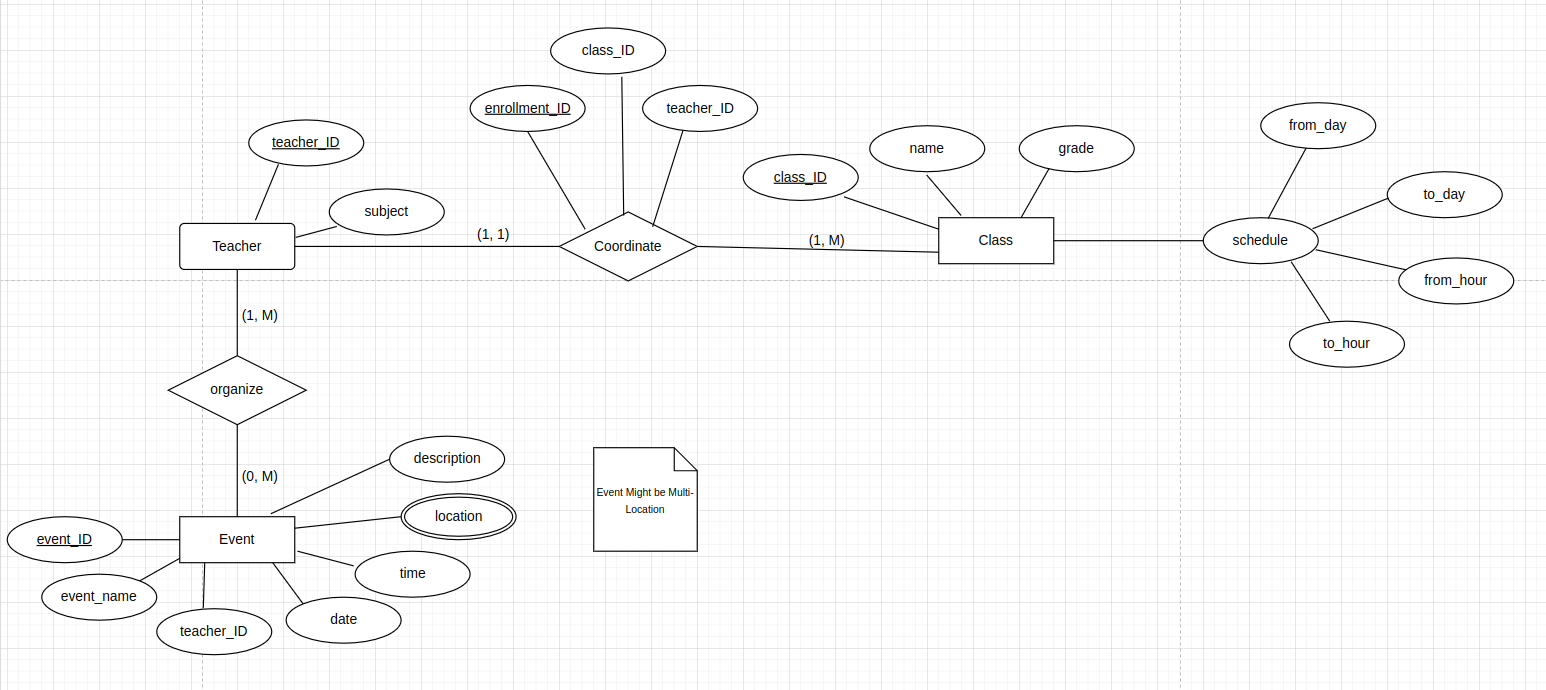 class_ID
enrollment_ID
teacher_ID
teacher_ID
subject
Teacher
(1, 1)
Coordinate
(1, M)
class_ID
name
grade
Class
schedule
from_day
to_day
from_hour
to_hour
(1, M)
organize
(0, M)
Event
description
location
time
date
teacher_ID
event_name
event_ID
Event Might be Multi-
Location